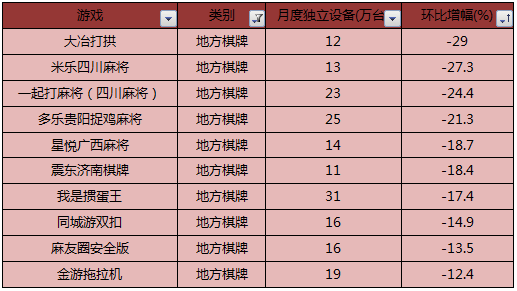 游戏 类别 月度独立设备(万台 环比增幅(%)
大冶打拱 地方棋牌 12 -29
米乐四川麻将 地方棋牌 13 -27.3
一起打麻将（四川麻将） 地方棋牌 23 -24.4
多乐贵阳捉鸡麻将 地方棋牌 25 -21.3
星悦广西麻将 地方棋牌 14 -18.7
震东济南棋牌 地方棋牌 11 -18.4
我是掼蛋王 地方棋牌 31 -17.4
同城游双扣 地方棋牌 16 -14.9
麻友圈安全版 地方棋牌 16 -13.5
金游拖拉机 地方棋牌 19 -12.4